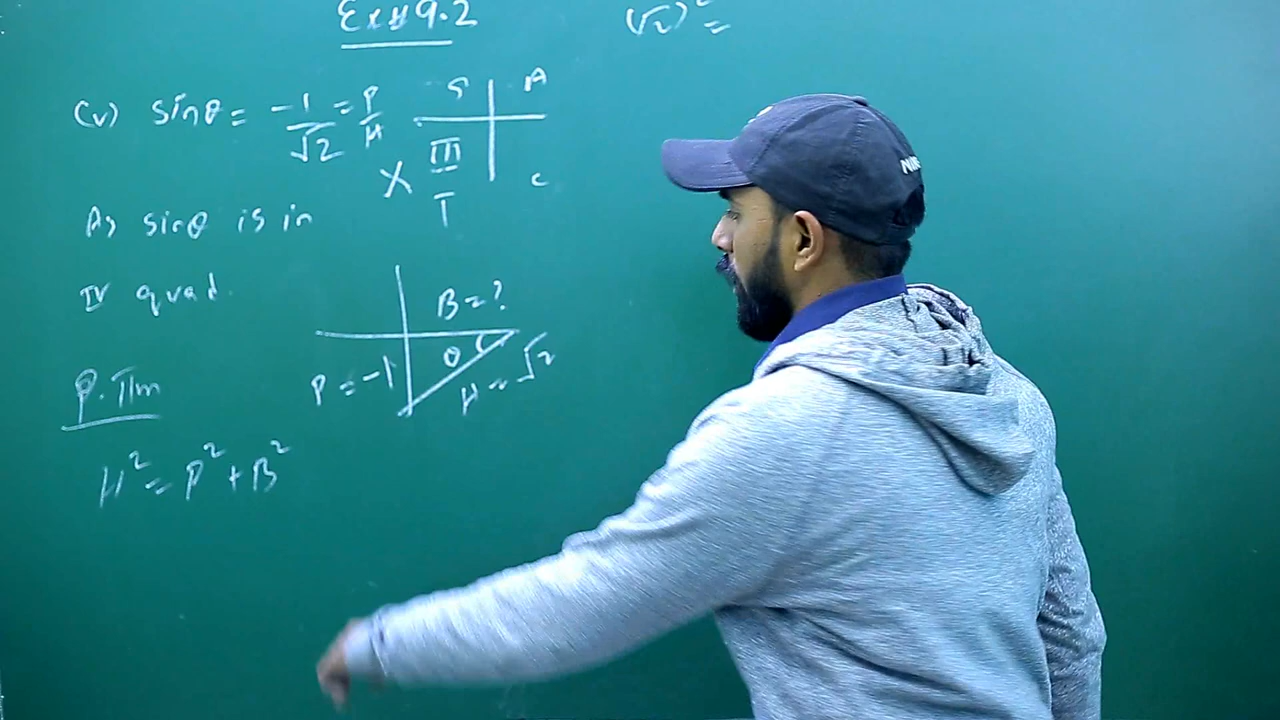 Ex # 9.2
(√2)² =
(v) sinθ = -1/√2 = P/H
S A
X III
T C
As sinθ is in
IV quad.
B = ?
θ
P = -1
H = √2
P.Thm
H² = P² + B²